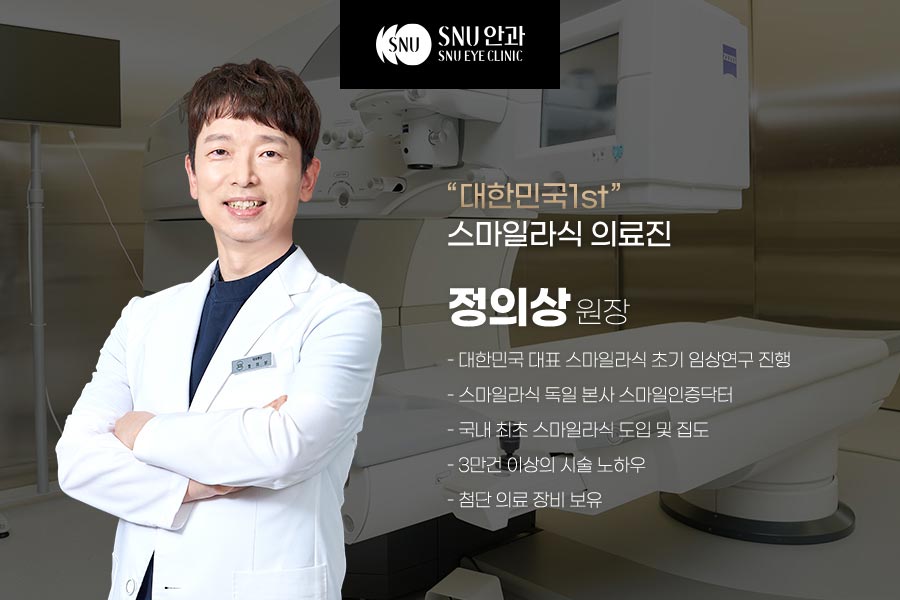 SNU
SNU 안과
SNU EYE CLINIC
“대한민국1st”
스마일라식 의료진
정의상 원장
- 대한민국 대표 스마일라식 초기 임상연구 진행
- 스마일라식 독일 본사 스마일인증닥터
- 국내 최초 스마일라식 도입 및 집도
- 3만건 이상의 시술 노하우
- 첨단 의료 장비 보유